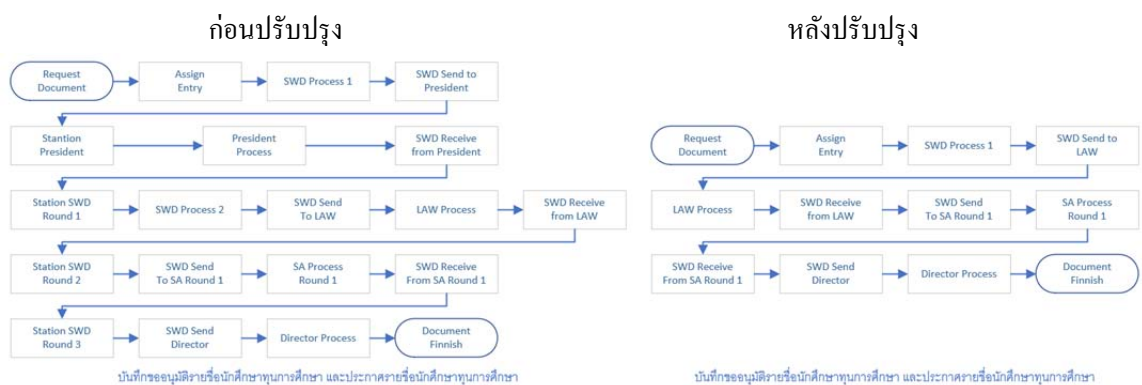 ก่อนปรับปรุง
Request
Document
Assign
Entry
SWD Process 1
SWD Send to
President
Stantion
President
President
Process
SWD Receive
from President
Station SWD
Round 1
SWD Process 2
SWD Send
To LAW
LAW Process
SWD Receive
from LAW
Station SWD
Round 2
SWD Send
To SA Round 1
SA Process
Round 1
SWD Receive
From SA Round 1
Station SWD
Round 3
SWD Send
Director
Director Process
Document
Finnish
บันทึกขออนุมัติรายชื่อนักศึกษาทุนการศึกษา และประกาศรายชื่อนักศึกษาทุนการศึกษา
หลังปรับปรุง
Request
Document
Assign
Entry
SWD Process 1
SWD Send to
LAW
LAW Process
SWD Receive
from LAW
SWD Send
To SA Round 1
SA Process
Round 1
SWD Receive
From SA Round 1
SWD Send
Director
Director Process
Document
Finnish
บันทึกขออนุมัติรายชื่อนักศึกษาทุนการศึกษา และประกาศรายชื่อนักศึกษาทุนการศึกษา